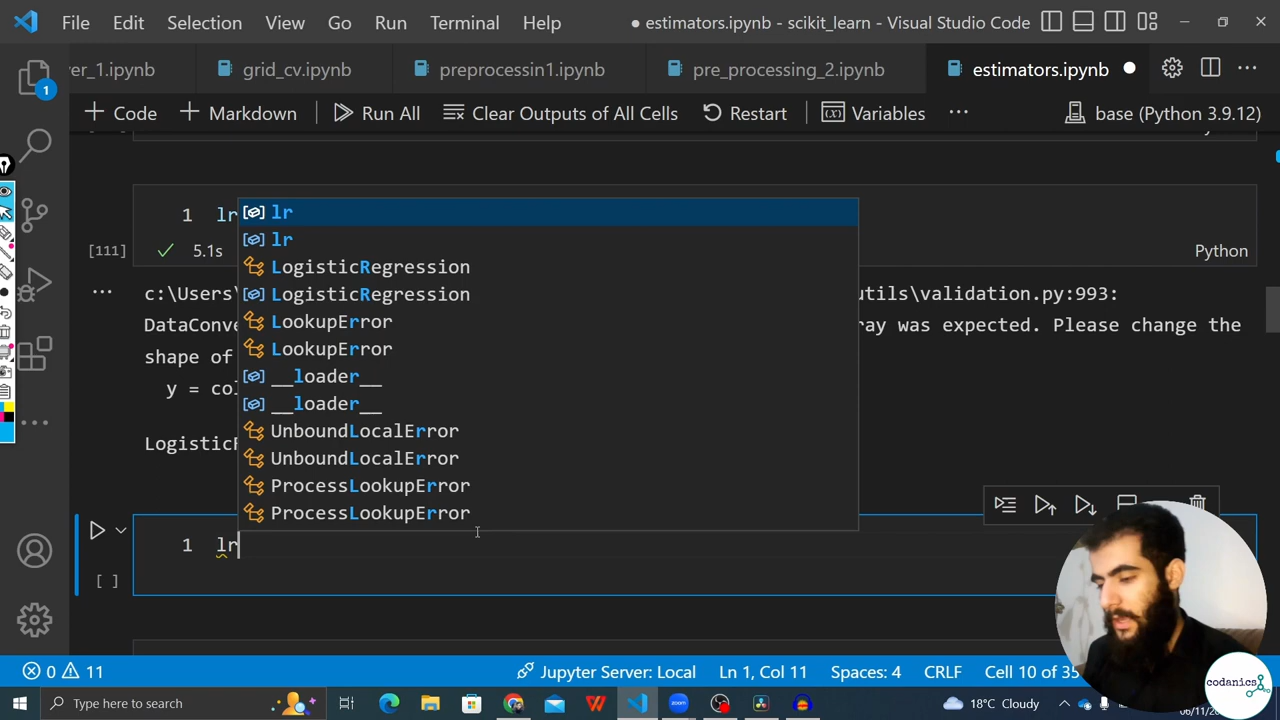 File Edit Selection View Go Run Terminal Help ● estimators.ipynb - scikit_learn - Visual Studio Code
er_1.ipynb grid_cv.ipynb preprocessin1.ipynb pre_processing_2.ipynb estimators.ipynb
+ Code + Markdown Run All Clear Outputs of All Cells Restart Variables ... base (Python 3.9.12)
1 lr
[111] 5.1s Python
lr
lr
LogisticRegression
LogisticRegression
LookupError
LookupError
__loader__
__loader__
UnboundLocalError
UnboundLocalError
ProcessLookupError
ProcessLookupError
c:\Users\ utils\validation.py:993:
DataConve ray was expected. Please change the
shape of
y = col
LogisticR
1 lr
[ ]
0 11 Jupyter Server: Local Ln 1, Col 11 Spaces: 4 CRLF Cell 10 of 35
Type here to search 18°C Cloudy 06/11/20
codanics